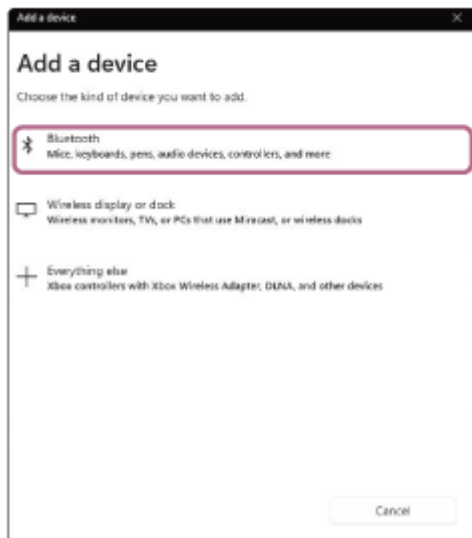 Add a device
Add a device
Choose the kind of device you want to add.
Bluetooth
Mice, keyboards, pens, audio devices, controllers, and more
Wireless display or dock
Wireless monitors, TVs, or PCs that use Miracast, or wireless docks
Everything else
Xbox controllers with Xbox Wireless Adapter, DLNA, and other devices
Cancel